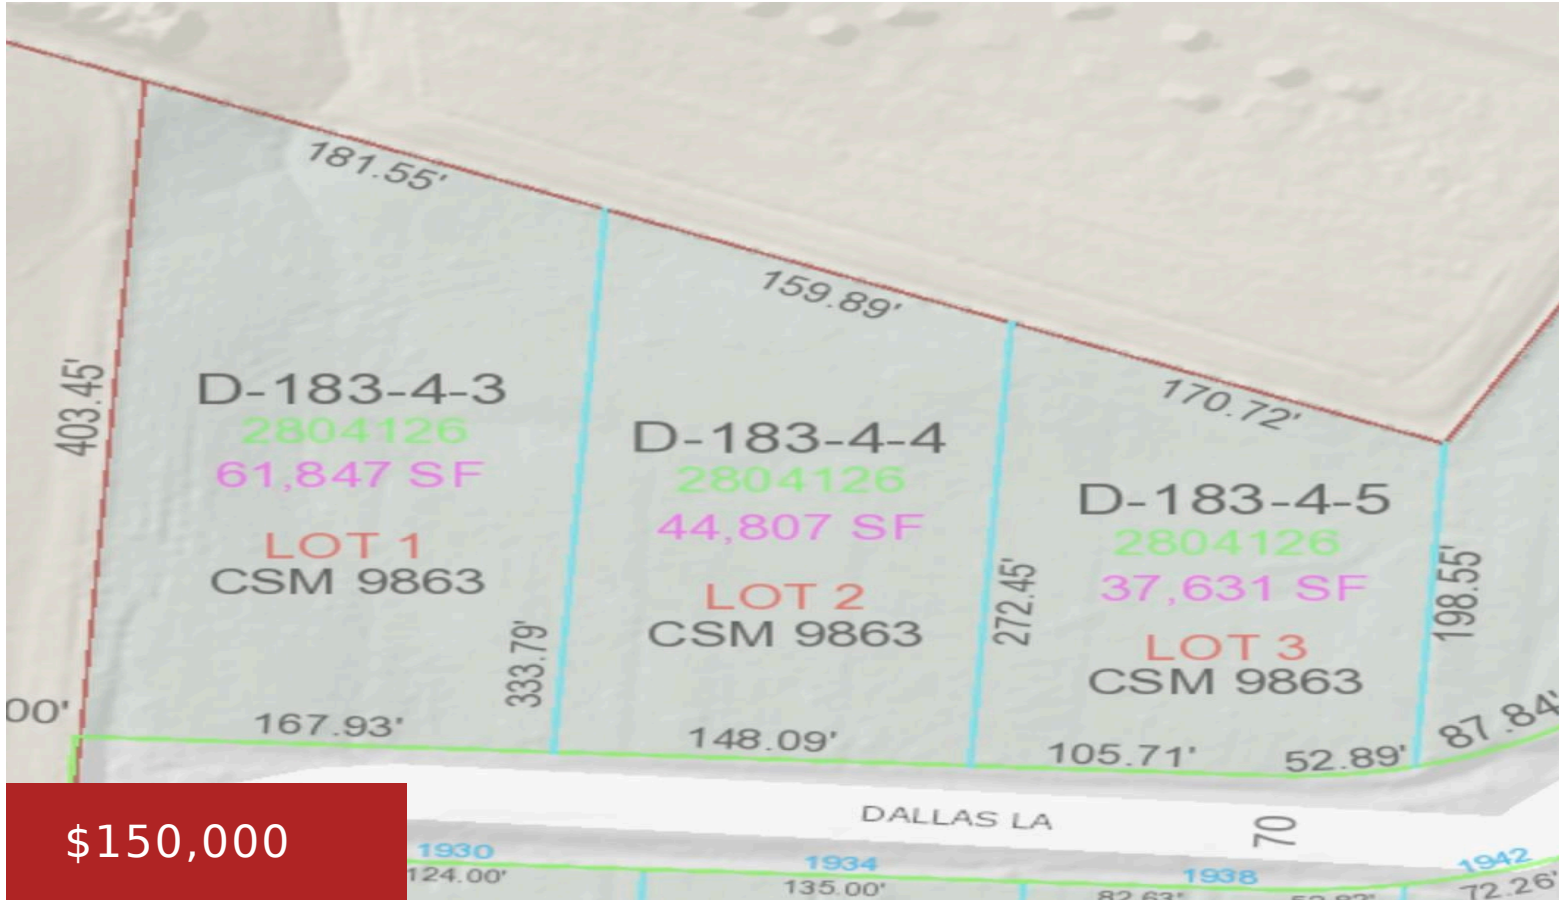 181.55'
159.89'
170.72'
403.45'
D-183-4-3
2804126
61,847 SF
LOT 1
CSM 9863
333.79'
D-183-4-4
2804126
44,807 SF
LOT 2
CSM 9863
272.45'
D-183-4-5
2804126
37,631 SF
LOT 3
CSM 9863
198.55'
00'
167.93'
148.09'
105.71'
52.89'
87.84'
DALLAS LA
70
$150,000
1930
1934
1938
1942
124.00'
135.00'
82.63'
72.26'